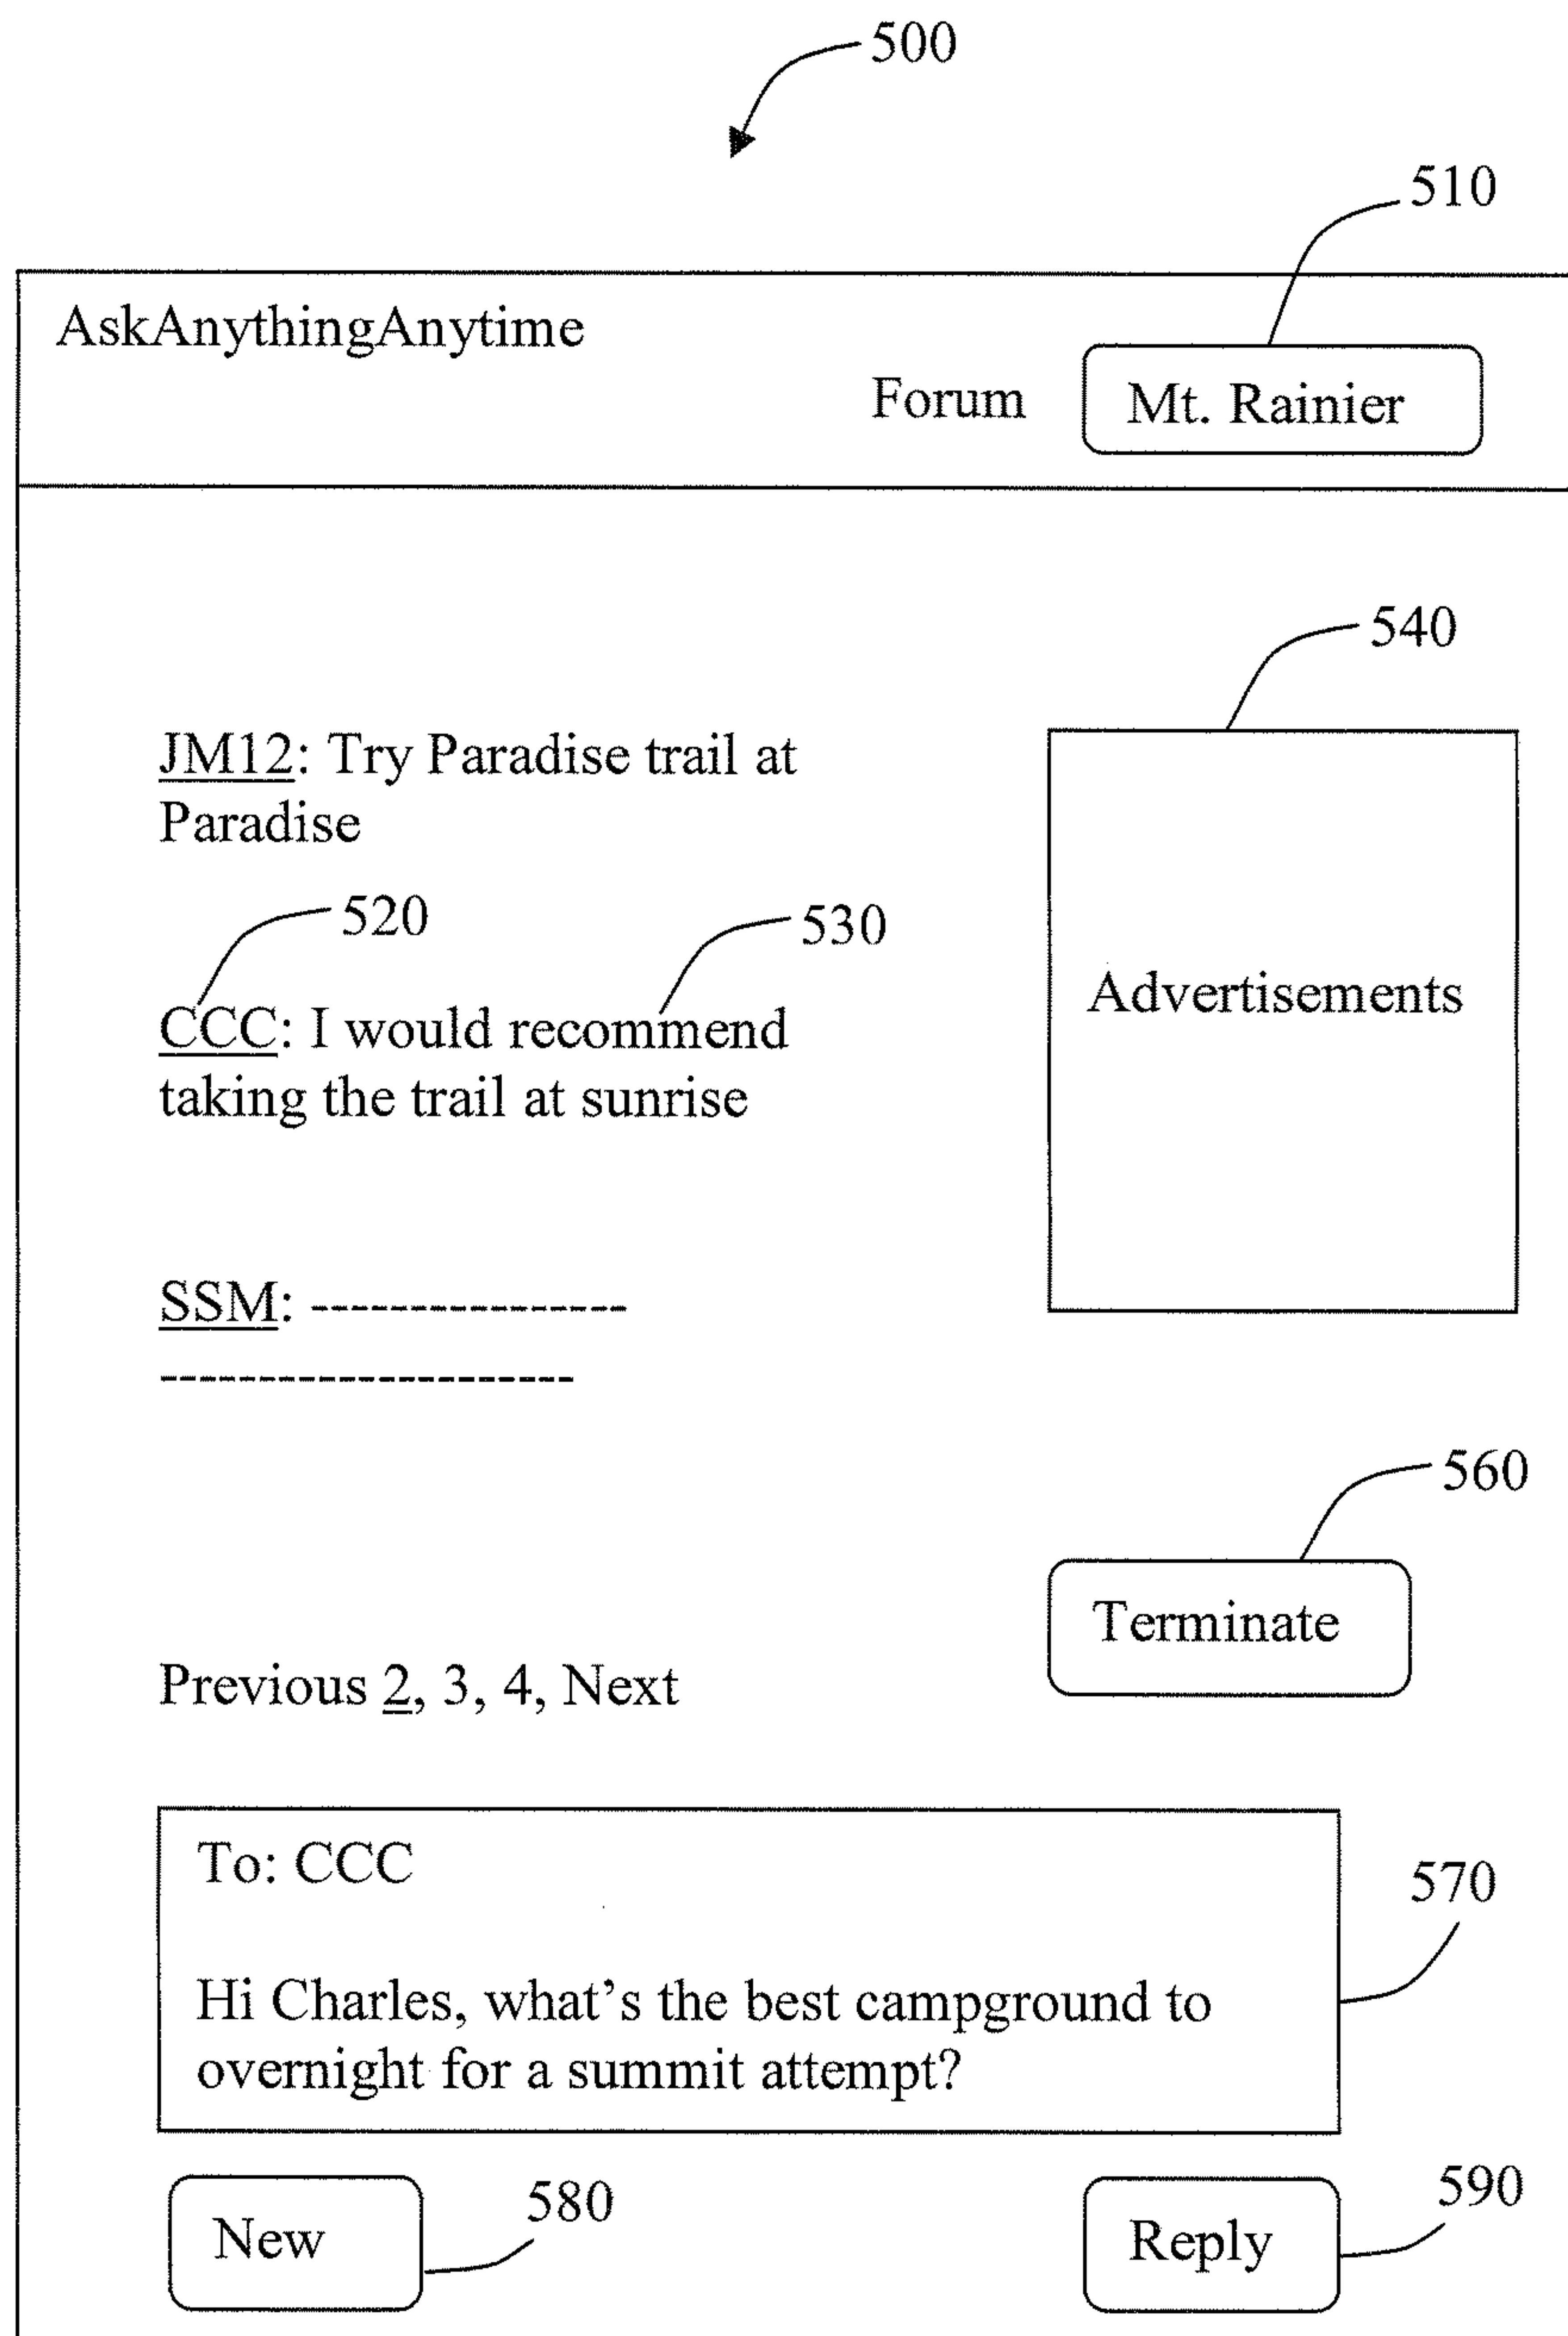 500
510
AskAnythingAnytime
Forum Mt. Rainier
540
JM12: Try Paradise trail at
Paradise
520 530
CCC: I would recommend
taking the trail at sunrise
Advertisements
SSM: ----------------
---------------------
560
Terminate
Previous 2, 3, 4, Next
To: CCC
570
Hi Charles, what’s the best campground to
overnight for a summit attempt?
New 580
Reply 590